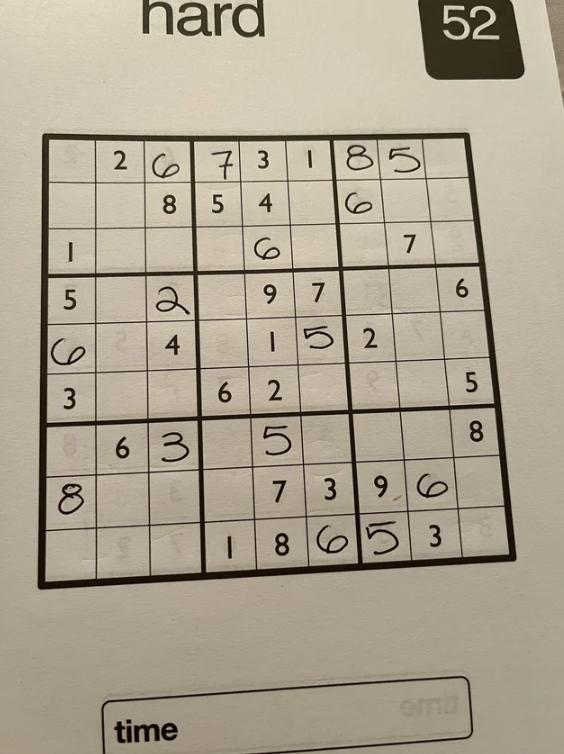 hard
52
2 6 7 3 1 8 5
8 5 4 6
1 6 7
5 2 9 7 6
6 4 1 5 2
3 6 2 5
6 3 5 8
8 7 3 9 6
1 8 6 5 3
time